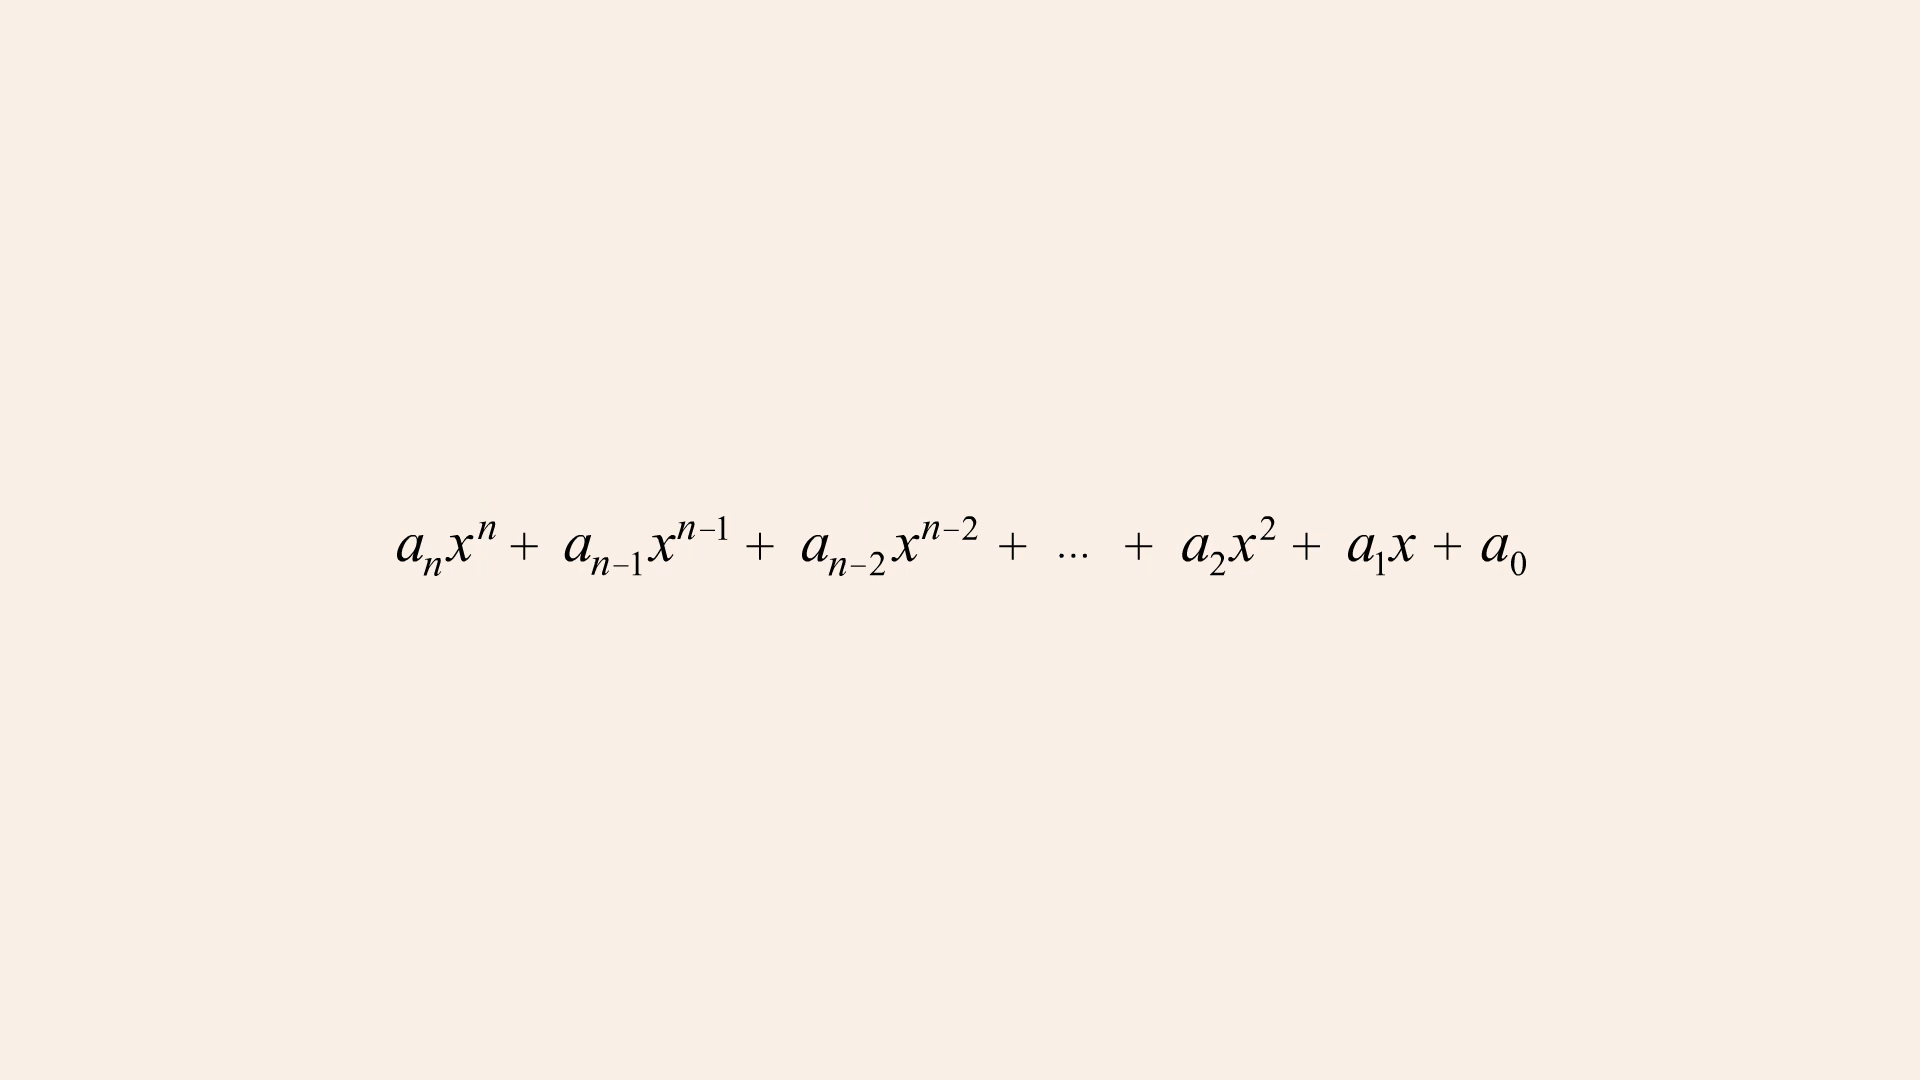 aₙxⁿ + aₙ₋₁xⁿ⁻¹ + aₙ₋₂xⁿ⁻² + ... + a₂x² + a₁x + a₀